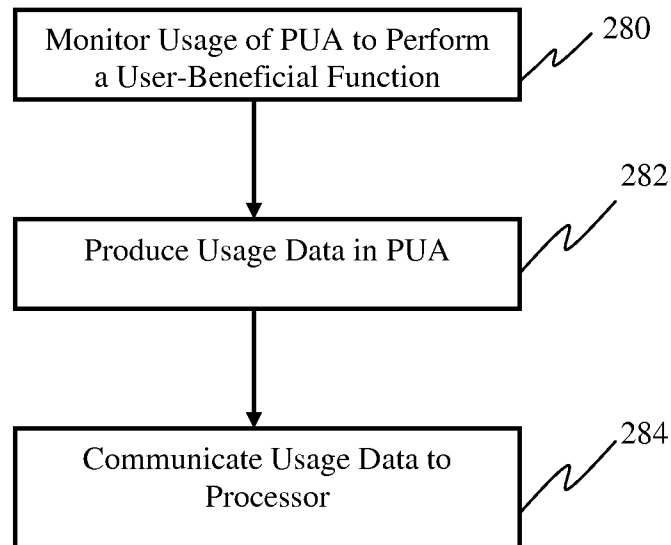 Monitor Usage of PUA to Perform
a User-Beneficial Function
280
Produce Usage Data in PUA
282
Communicate Usage Data to
Processor
284